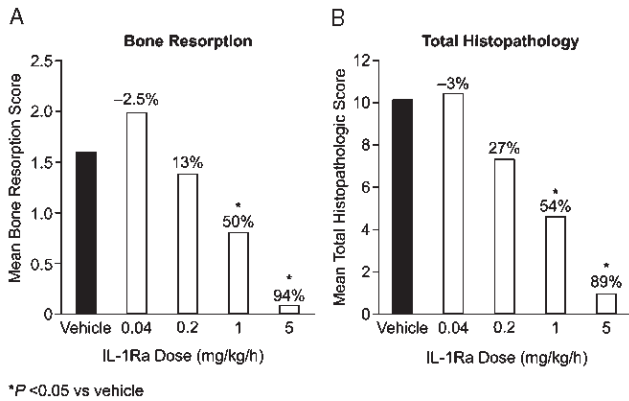 A
Bone Resorption
Mean Bone Resorption Score
2.5
2.0
1.5
1.0
0.5
0
–2.5%
13%
*
50%
*
94%
Vehicle 0.04 0.2 1 5
IL-1Ra Dose (mg/kg/h)
B
Total Histopathology
Mean Total Histopathologic Score
12
10
8
6
4
2
0
–3%
27%
*
54%
*
89%
Vehicle 0.04 0.2 1 5
IL-1Ra Dose (mg/kg/h)
*P <0.05 vs vehicle